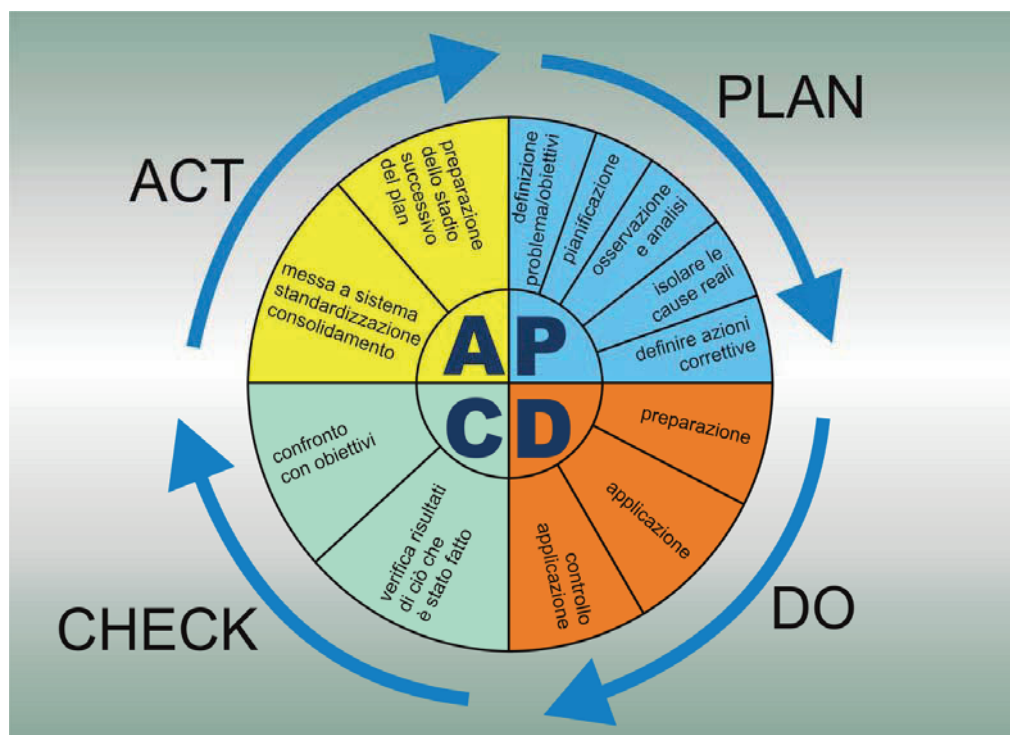 PLAN
definizione
problema/obiettivi
pianificazione
osservazione
e analisi
isolare le
cause reali
definire azioni
correttive
DO
preparazione
applicazione
controllo
applicazione
CHECK
verifica risultati
di ciò che
è stato fatto
confronto
con obiettivi
ACT
messa a sistema
standardizzazione
consolidamento
preparazione
dello stadio
successivo
del plan
A P
C D